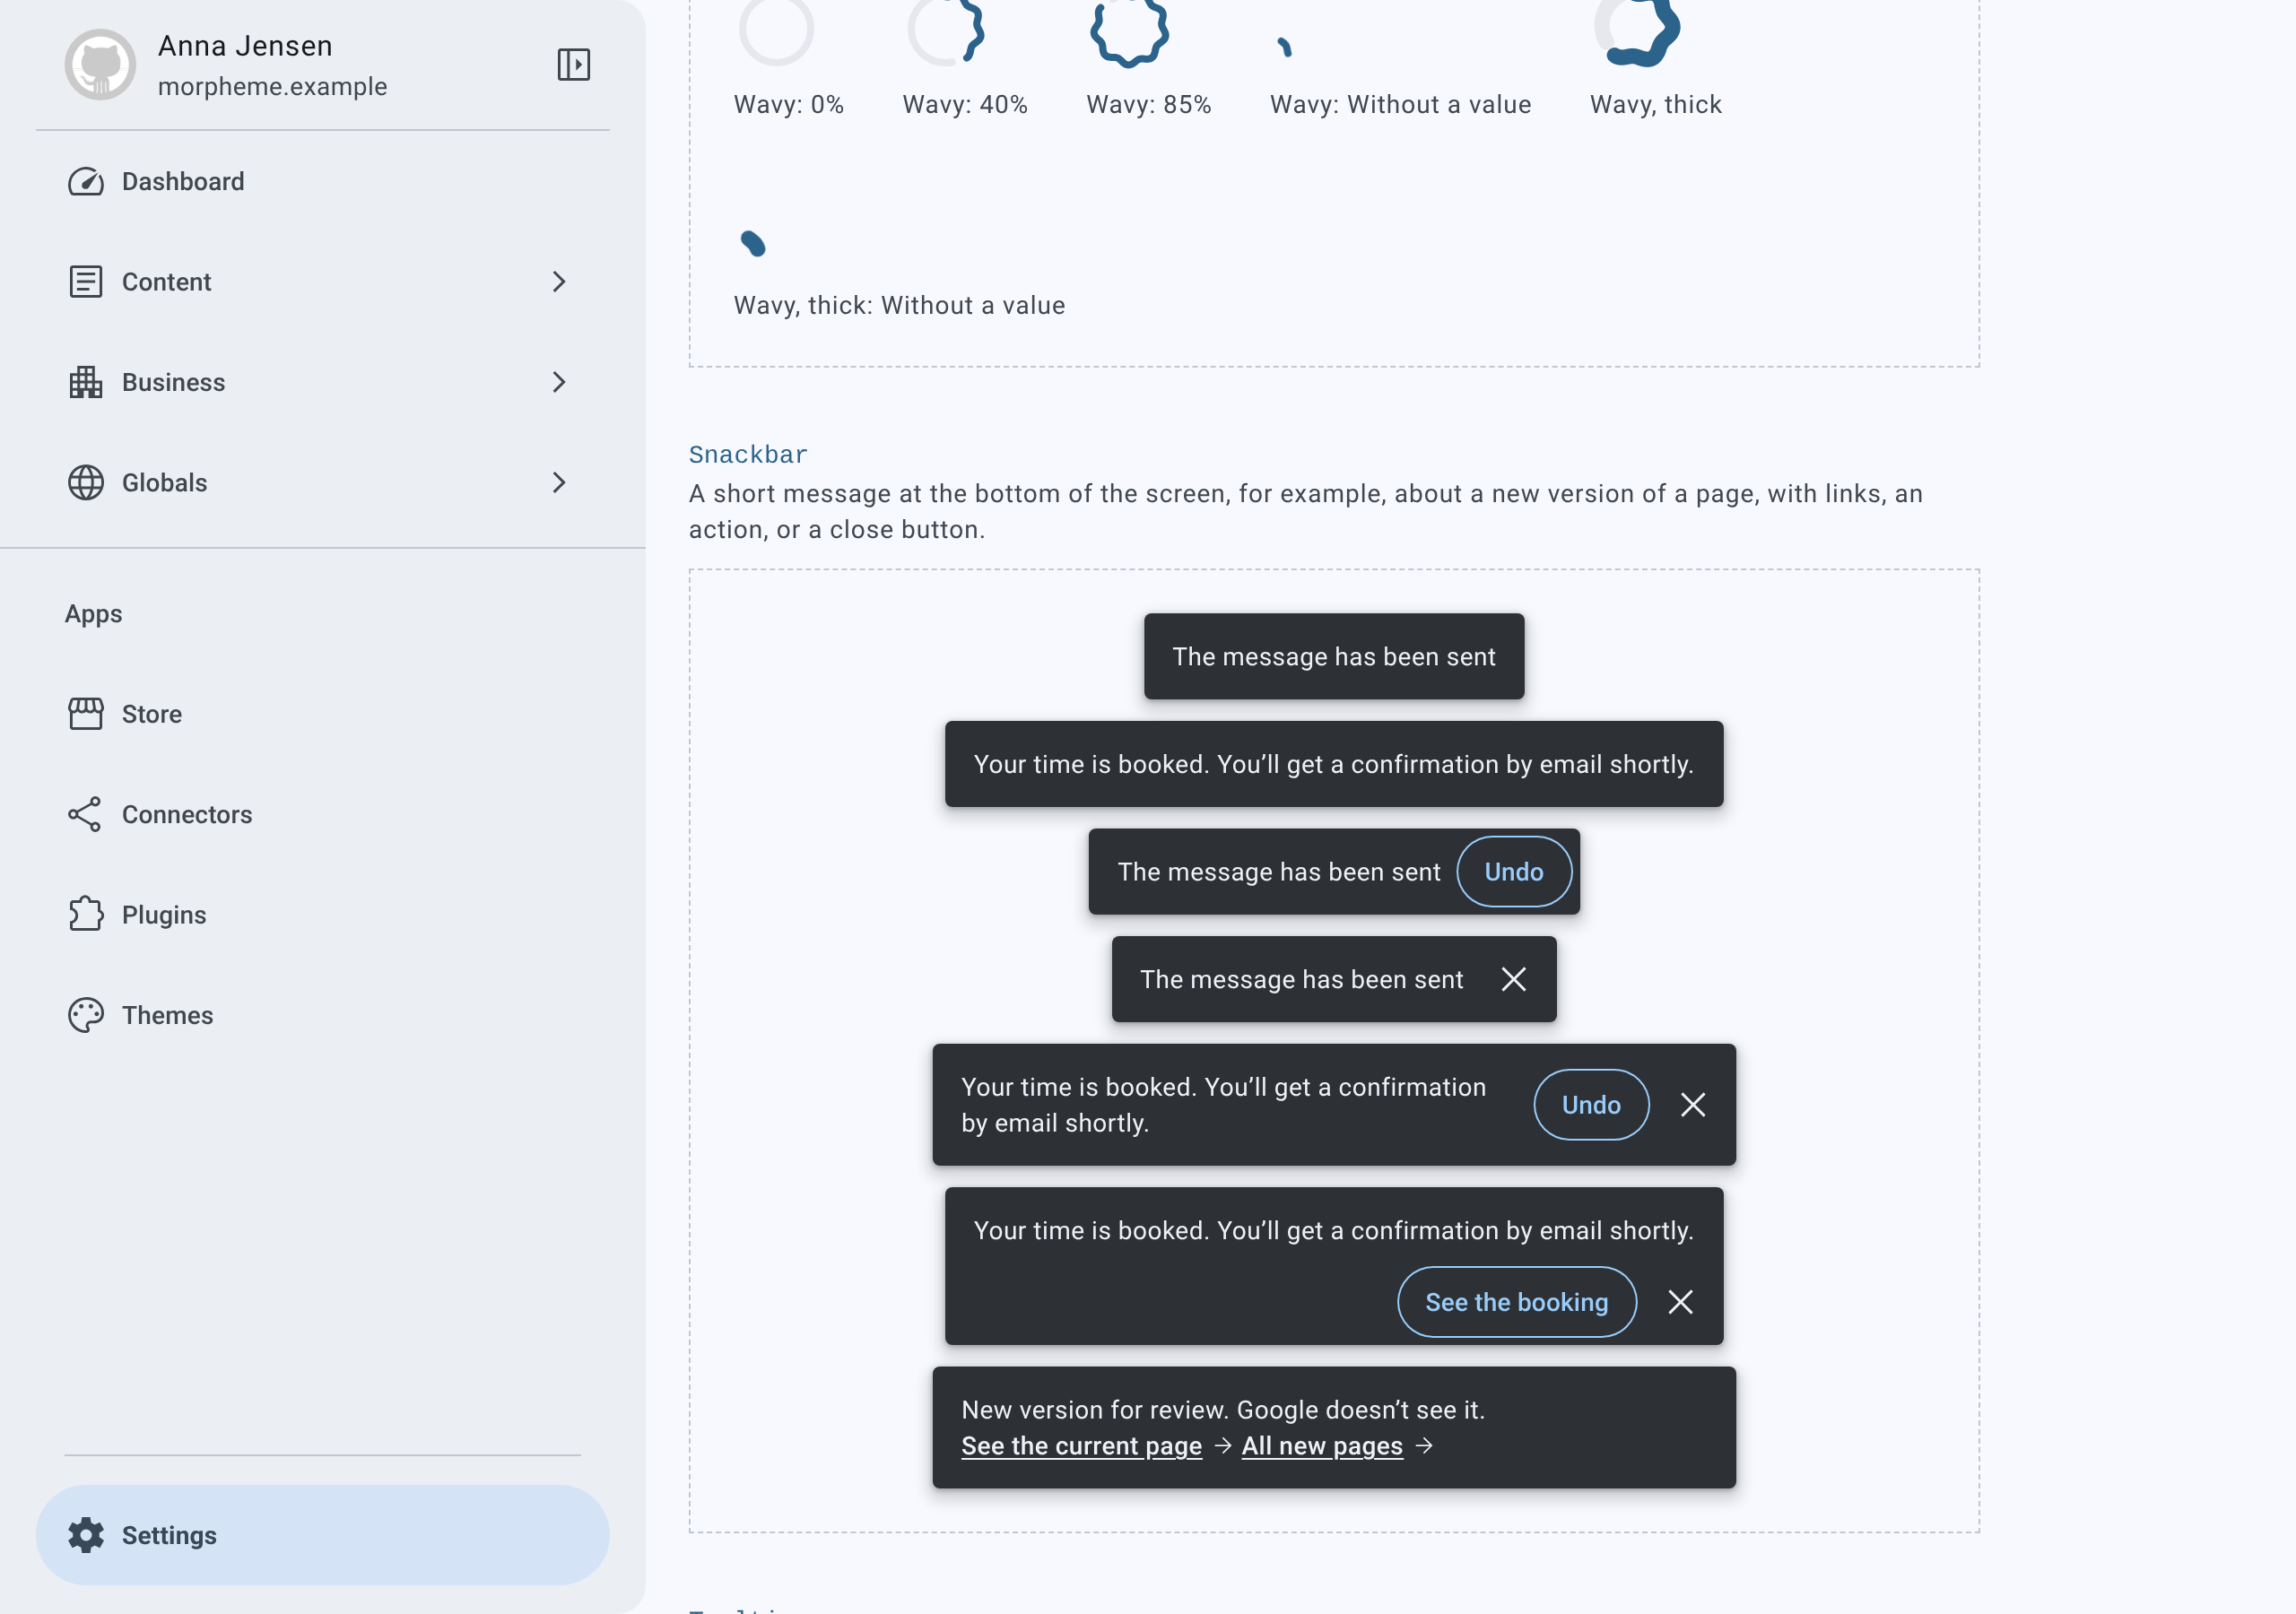 Anna Jensen
morpheme.example
Dashboard
Content
Business
Globals
Apps
Store
Connectors
Plugins
Themes
Settings
Wavy: 0%
Wavy: 40%
Wavy: 85%
Wavy: Without a value
Wavy, thick
Wavy, thick: Without a value
Snackbar
A short message at the bottom of the screen, for example, about a new version of a page, with links, an
action, or a close button.
The message has been sent
Your time is booked. You’ll get a confirmation by email shortly.
The message has been sent Undo
The message has been sent
Your time is booked. You’ll get a confirmation
by email shortly.
Undo
Your time is booked. You’ll get a confirmation by email shortly.
See the booking
New version for review. Google doesn’t see it.
See the current page → All new pages →